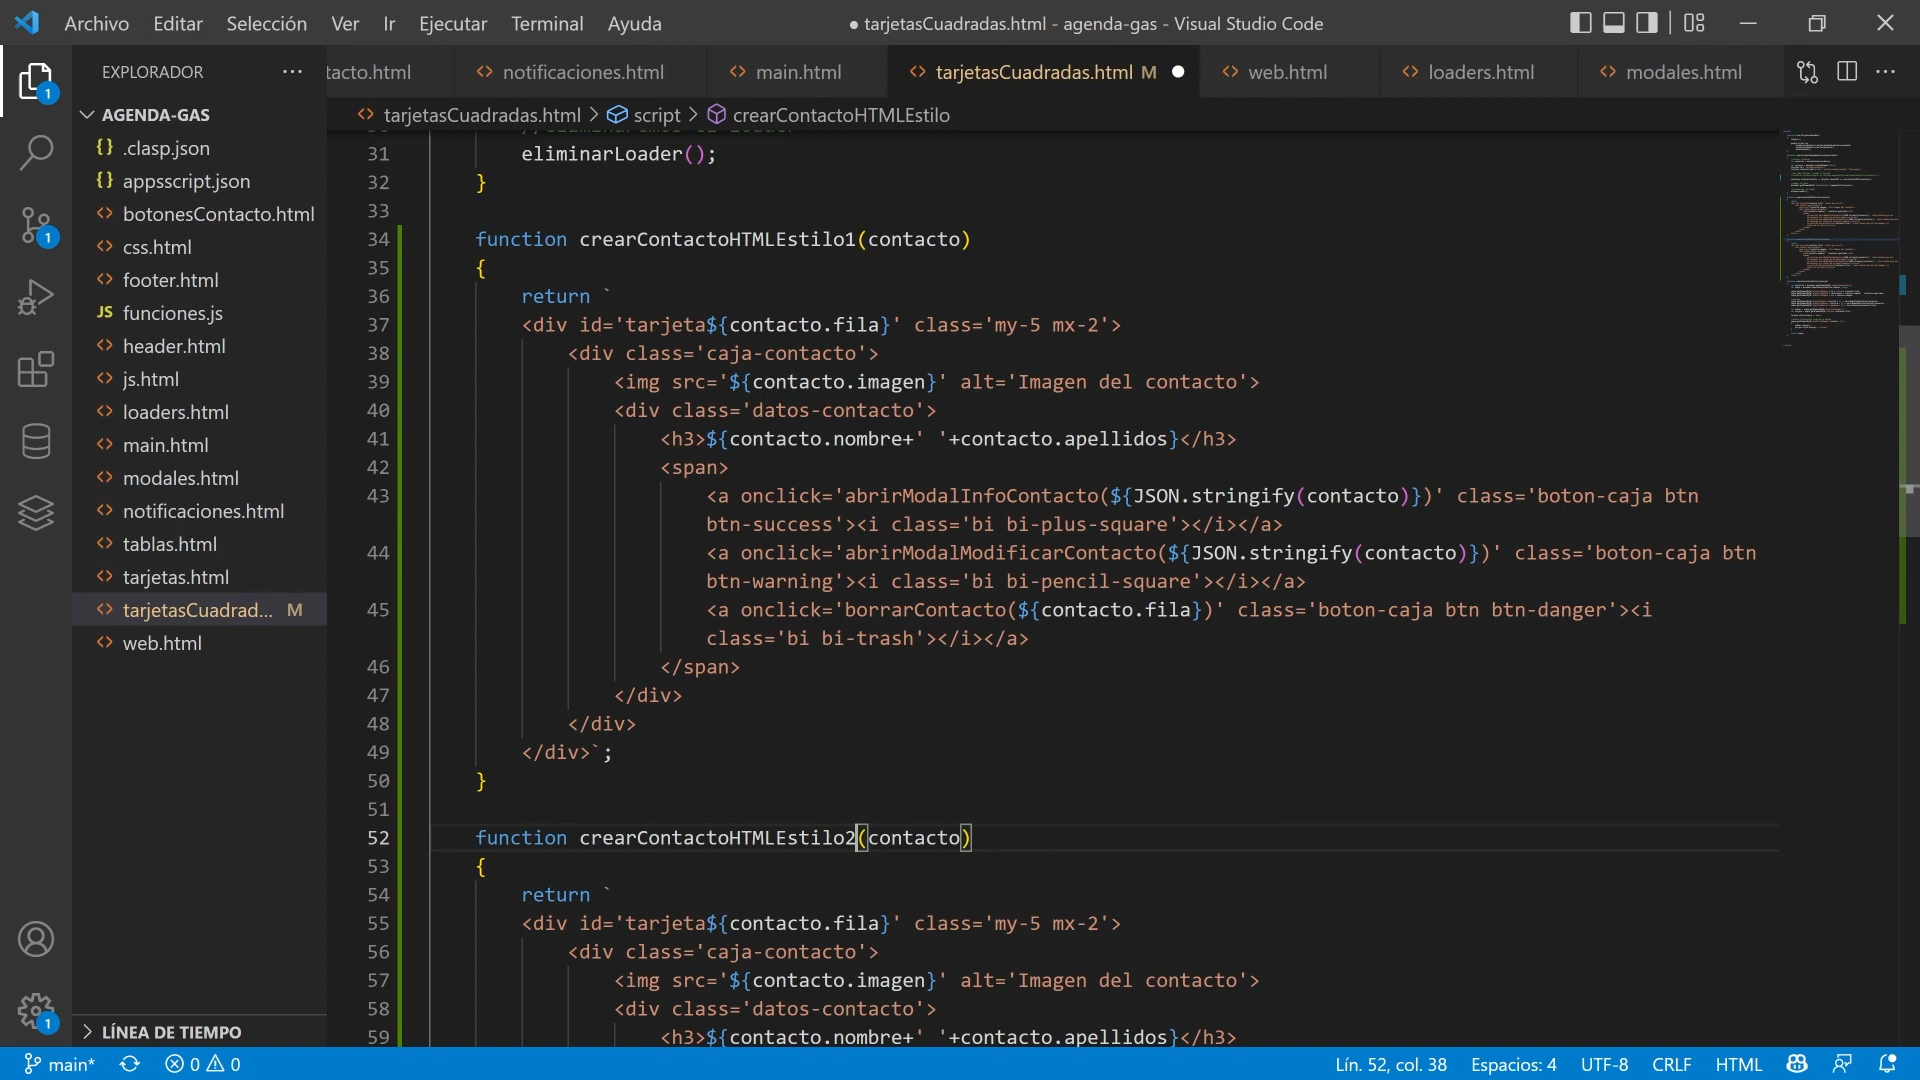 Archivo Editar Selección Ver Ir Ejecutar Terminal Ayuda
● tarjetasCuadradas.html - agenda-gas - Visual Studio Code
EXPLORADOR
tacto.html
notificaciones.html
main.html
tarjetasCuadradas.html M
web.html
loaders.html
modales.html
tarjetasCuadradas.html > script > crearContactoHTMLEstilo
AGENDA-GAS
.clasp.json
appsscript.json
botonesContacto.html
css.html
footer.html
funciones.js
header.html
js.html
loaders.html
main.html
modales.html
notificaciones.html
tablas.html
tarjetas.html
tarjetasCuadrad... M
web.html
LÍNEA DE TIEMPO
31 eliminarLoader();
32 }
33
34 function crearContactoHTMLEstilo1(contacto)
35 {
36 return `
37 <div id='tarjeta${contacto.fila}' class='my-5 mx-2'>
38 <div class='caja-contacto'>
39 <img src='${contacto.imagen}' alt='Imagen del contacto'>
40 <div class='datos-contacto'>
41 <h3>${contacto.nombre+' '+contacto.apellidos}</h3>
42 <span>
43 <a onclick='abrirModalInfoContacto(${JSON.stringify(contacto)})' class='boton-caja btn
btn-success'><i class='bi bi-plus-square'></i></a>
44 <a onclick='abrirModalModificarContacto(${JSON.stringify(contacto)})' class='boton-caja btn
btn-warning'><i class='bi bi-pencil-square'></i></a>
45 <a onclick='borrarContacto(${contacto.fila})' class='boton-caja btn btn-danger'><i
class='bi bi-trash'></i></a>
46 </span>
47 </div>
48 </div>
49 </div>`;
50 }
51
52 function crearContactoHTMLEstilo2(contacto)
53 {
54 return `
55 <div id='tarjeta${contacto.fila}' class='my-5 mx-2'>
56 <div class='caja-contacto'>
57 <img src='${contacto.imagen}' alt='Imagen del contacto'>
58 <div class='datos-contacto'>
59 <h3>${contacto.nombre+' '+contacto.apellidos}</h3>
1
1
1
main* 0 0 Lín. 52, col. 38 Espacios: 4 UTF-8 CRLF HTML